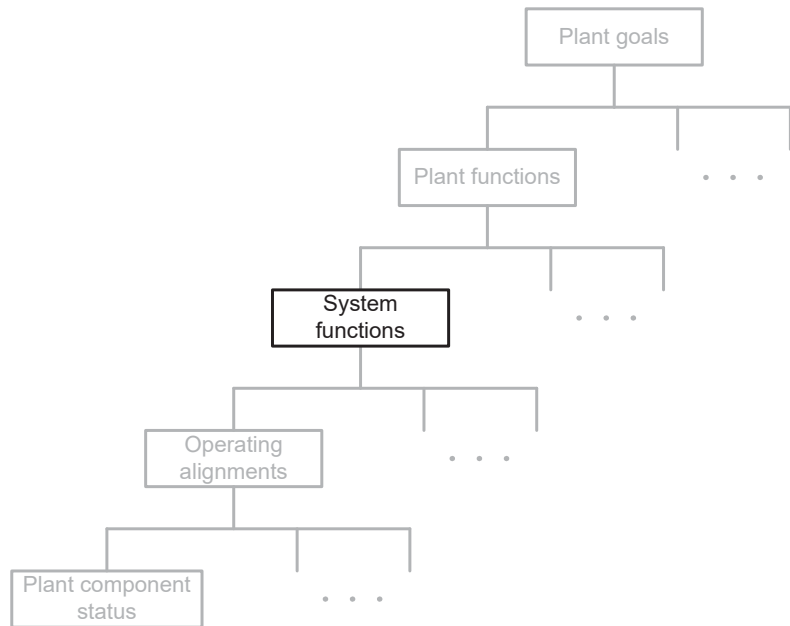 Plant goals
Plant functions
. . .
System
functions
. . .
Operating
alignments
. . .
Plant component
status
. . .